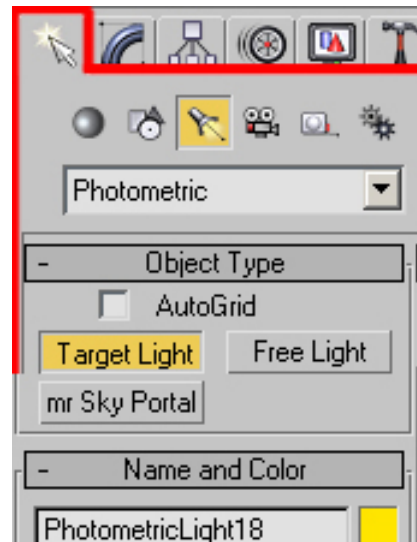 Photometric
- Object Type
AutoGrid
Target Light Free Light
mr Sky Portal
- Name and Color
PhotometricLight18